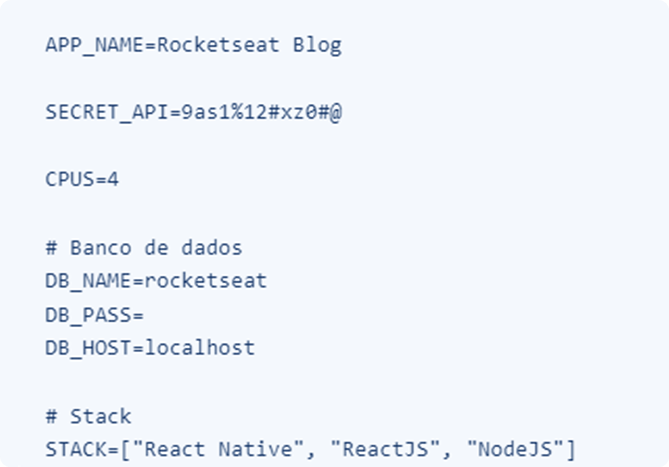 APP_NAME=Rocketseat Blog
SECRET_API=9as1%12#xz0#@
CPUS=4
# Banco de dados
DB_NAME=rocketseat
DB_PASS=
DB_HOST=localhost
# Stack
STACK=["React Native", "ReactJS", "NodeJS"]